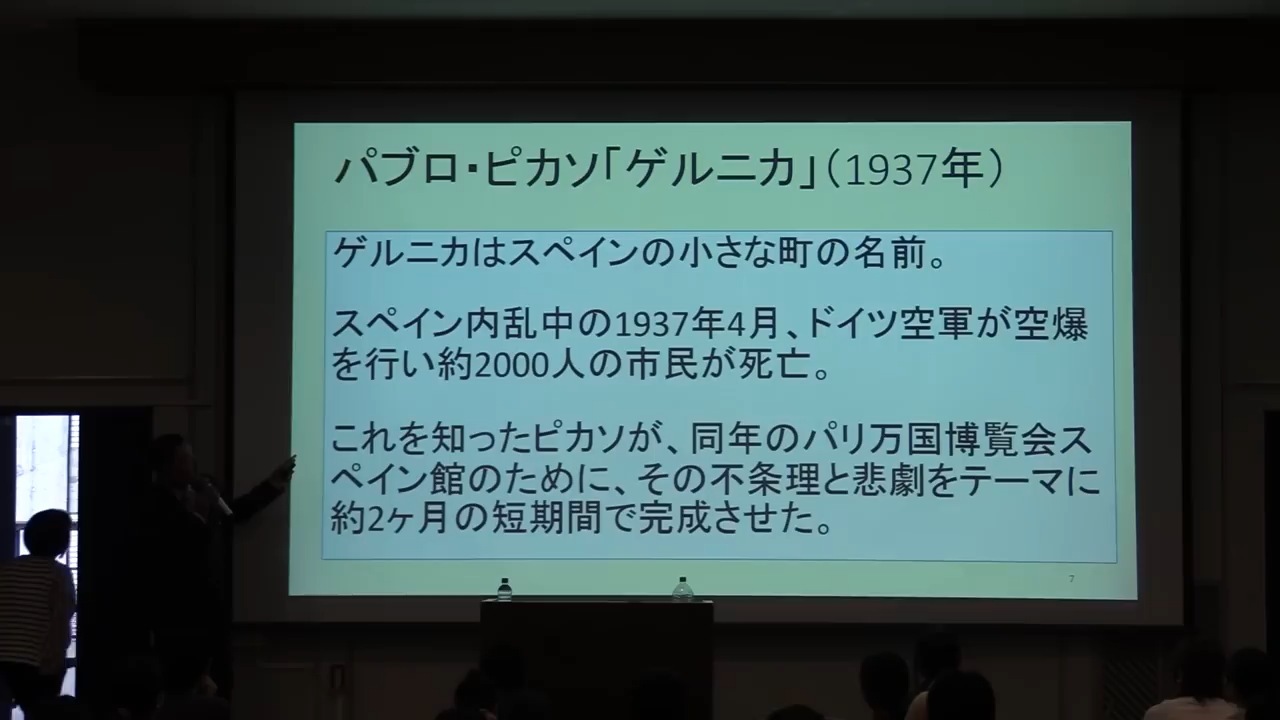 パブロ・ピカソ「ゲルニカ」（1937年）
ゲルニカはスペインの小さな町の名前。
スペイン内乱中の1937年4月、ドイツ空軍が空爆
を行い約2000人の市民が死亡。
これを知ったピカソが、同年のパリ万国博覧会ス
ペイン館のために、その不条理と悲劇をテーマに
約2ヶ月の短期間で完成させた。
7